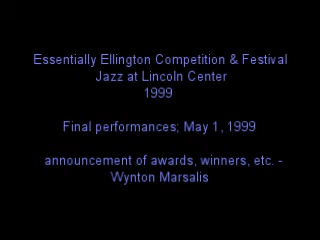 Essentially Ellington Competition & Festival
Jazz at Lincoln Center
1999
Final performances; May 1, 1999
announcement of awards, winners, etc. -
Wynton Marsalis